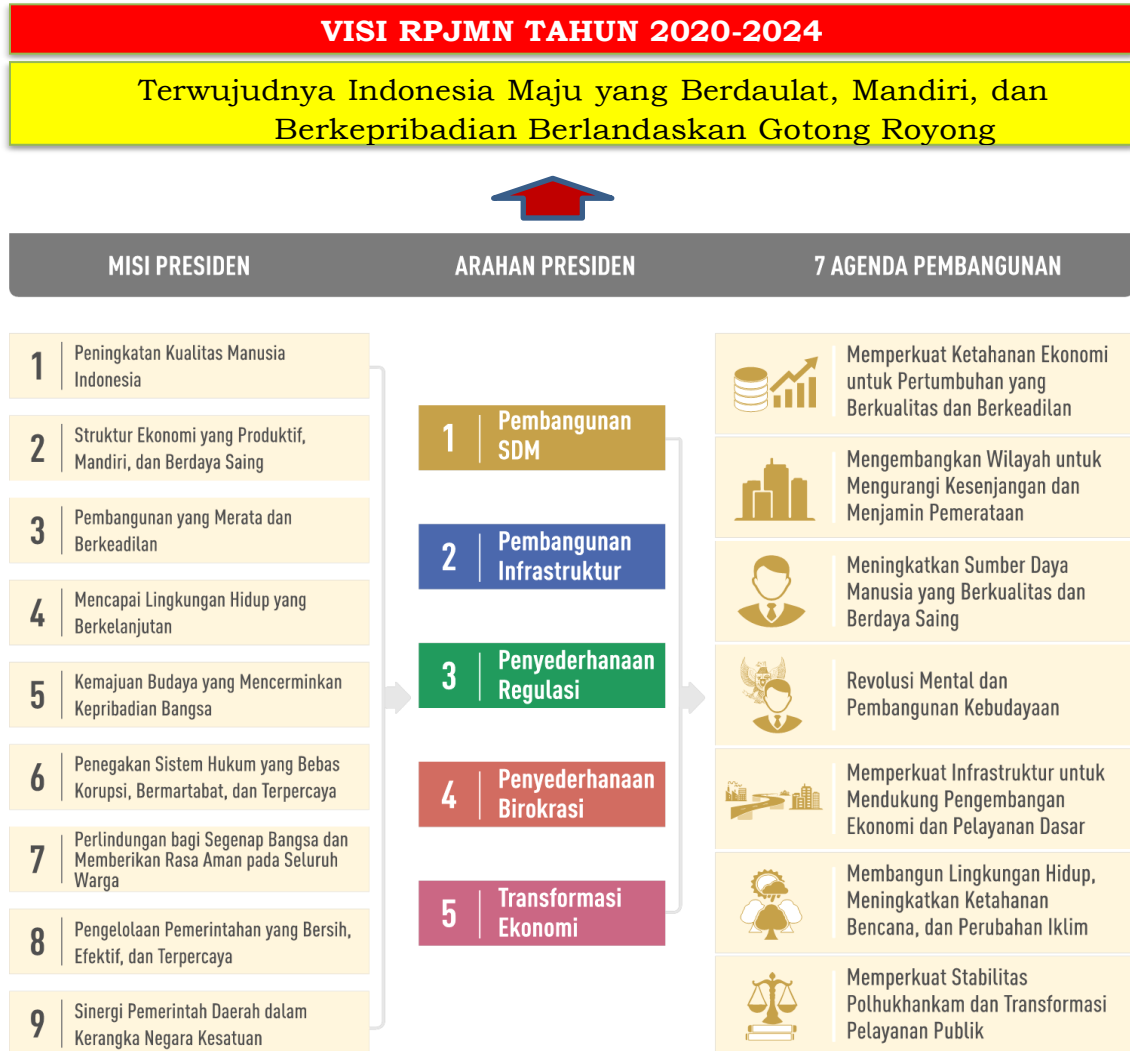 VISI RPJMN TAHUN 2020-2024
Terwujudnya Indonesia Maju yang Berdaulat, Mandiri, dan
Berkepribadian Berlandaskan Gotong Royong
MISI PRESIDEN
ARAHAN PRESIDEN
7 AGENDA PEMBANGUNAN
1
Peningkatan Kualitas Manusia
Indonesia
2
Struktur Ekonomi yang Produktif,
Mandiri, dan Berdaya Saing
3
Pembangunan yang Merata dan
Berkeadilan
4
Mencapai Lingkungan Hidup yang
Berkelanjutan
5
Kemajuan Budaya yang Mencerminkan
Kepribadian Bangsa
6
Penegakan Sistem Hukum yang Bebas
Korupsi, Bermartabat, dan Terpercaya
7
Perlindungan bagi Segenap Bangsa dan
Memberikan Rasa Aman pada Seluruh
Warga
8
Pengelolaan Pemerintahan yang Bersih,
Efektif, dan Terpercaya
9
Sinergi Pemerintah Daerah dalam
Kerangka Negara Kesatuan
1
Pembangunan
SDM
2
Pembangunan
Infrastruktur
3
Penyederhanaan
Regulasi
4
Penyederhanaan
Birokrasi
5
Transformasi
Ekonomi
Memperkuat Ketahanan Ekonomi
untuk Pertumbuhan yang
Berkualitas dan Berkeadilan
Mengembangkan Wilayah untuk
Mengurangi Kesenjangan dan
Menjamin Pemerataan
Meningkatkan Sumber Daya
Manusia yang Berkualitas dan
Berdaya Saing
Revolusi Mental dan
Pembangunan Kebudayaan
Memperkuat Infrastruktur untuk
Mendukung Pengembangan
Ekonomi dan Pelayanan Dasar
Membangun Lingkungan Hidup,
Meningkatkan Ketahanan
Bencana, dan Perubahan Iklim
Memperkuat Stabilitas
Polhukhankam dan Transformasi
Pelayanan Publik